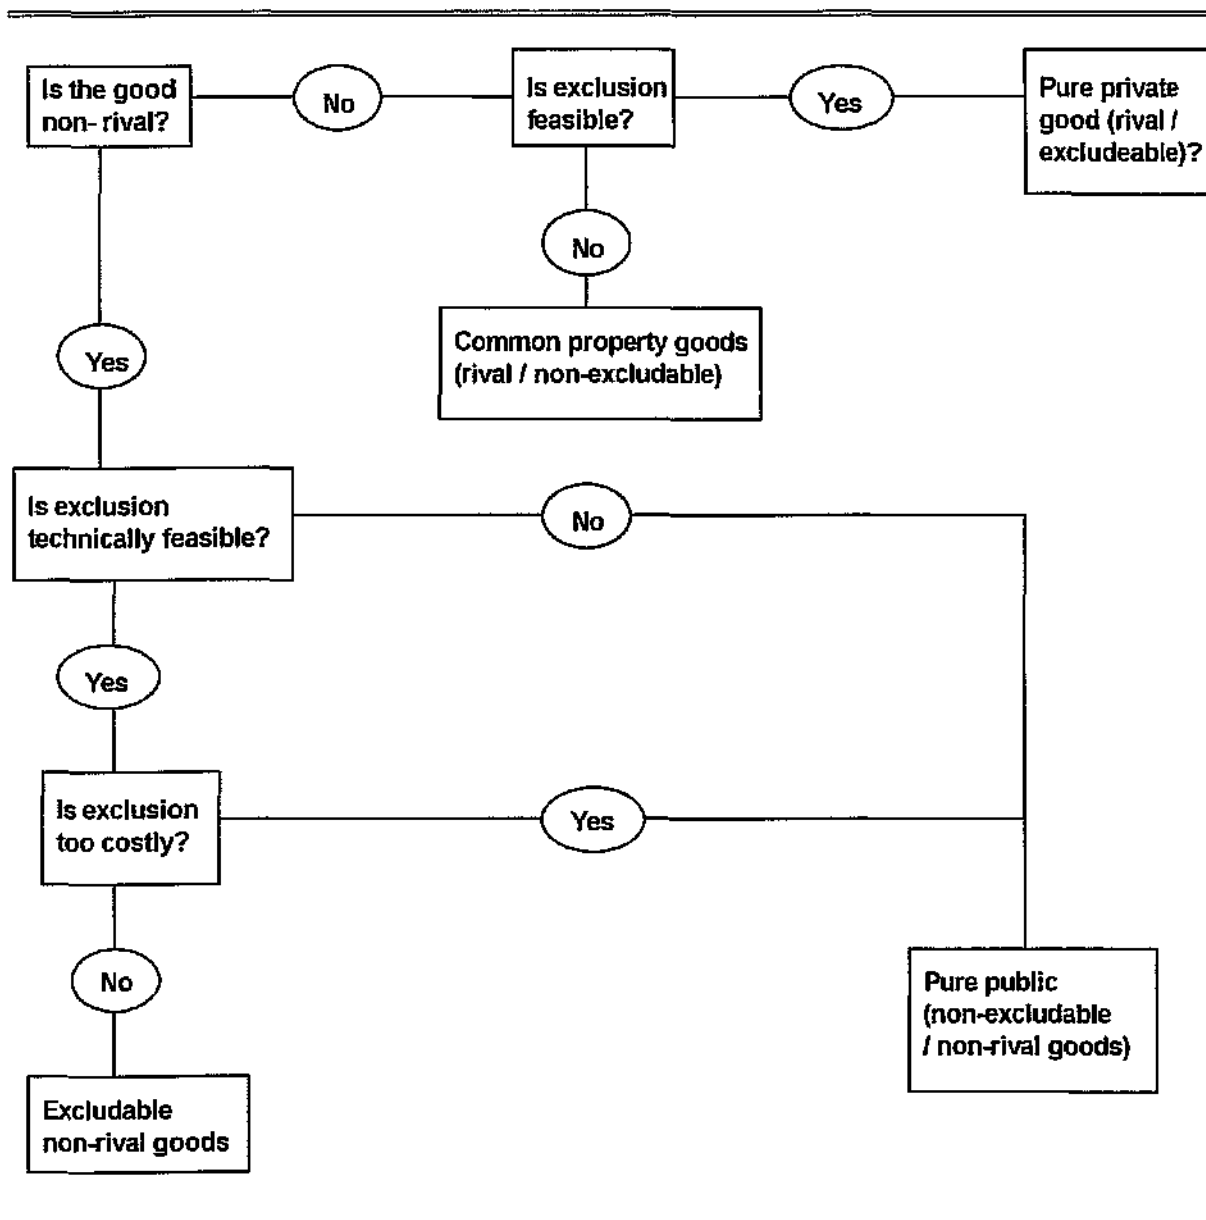 Is the good
non- rival?
No
Is exclusion
feasible?
Yes
Pure private
good (rival /
excludeable)?
No
Common property goods
(rival / non-excludable)
Yes
Is exclusion
technically feasible?
No
Yes
Is exclusion
too costly?
Yes
No
Pure public
(non-excludable
/ non-rival goods)
Excludable
non-rival goods